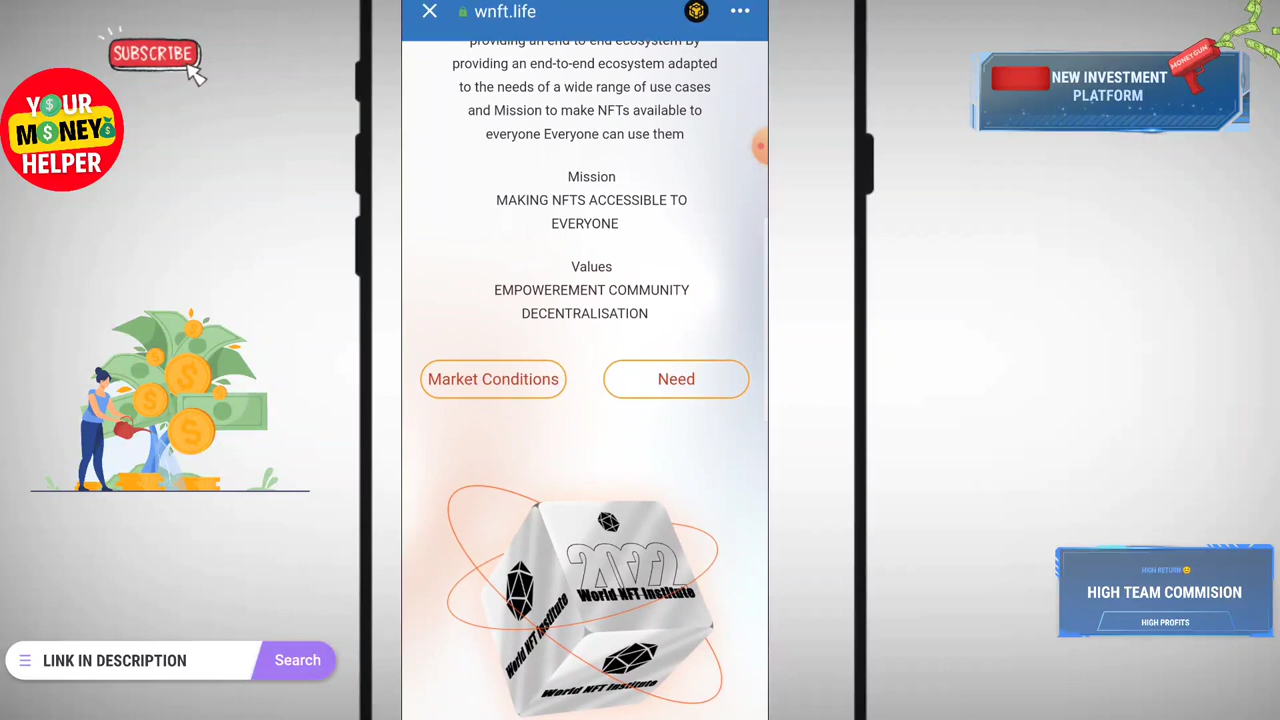 SUBSCRIBE
YOUR
MONEY
HELPER
wnft.life
providing an end to end ecosystem by
providing an end-to-end ecosystem adapted
to the needs of a wide range of use cases
and Mission to make NFTs available to
everyone Everyone can use them
Mission
MAKING NFTS ACCESSIBLE TO
EVERYONE
Values
EMPOWEREMENT COMMUNITY
DECENTRALISATION
Market Conditions
Need
2022
World NFT Institute
World NFT Institute
World NFT Institute
MONEYGUN
NEW INVESTMENT
PLATFORM
HIGH RETURN
HIGH TEAM COMMISION
HIGH PROFITS
LINK IN DESCRIPTION
Search